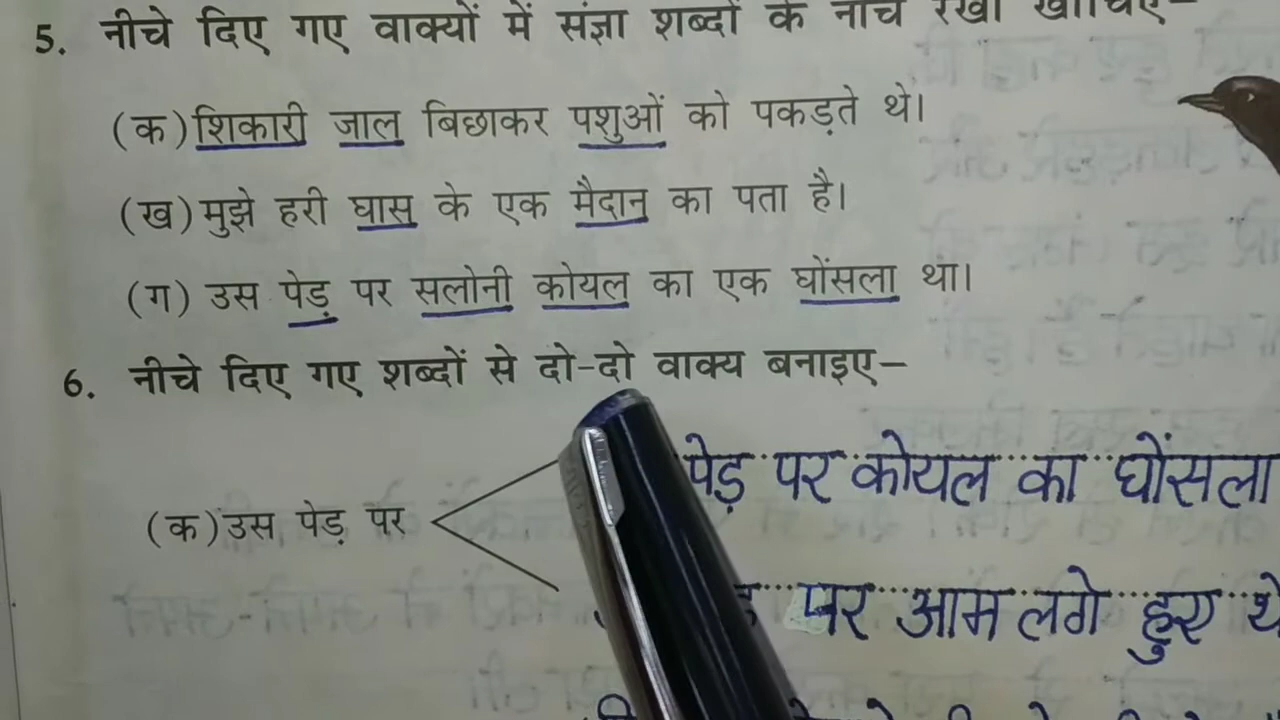 5. नीचे दिए गए वाक्यों में संज्ञा शब्दों के नीचे रेखा खींचिए–
(क) शिकारी जाल बिछाकर पशुओं को पकड़ते थे।
(ख) मुझे हरी घास के एक मैदान का पता है।
(ग) उस पेड़ पर सलोनी कोयल का एक घोंसला था।
6. नीचे दिए गए शब्दों से दो-दो वाक्य बनाइए–
पेड़ पर कोयल का घोंसला
(क) उस पेड़ पर
पर आम लगे हुए थे